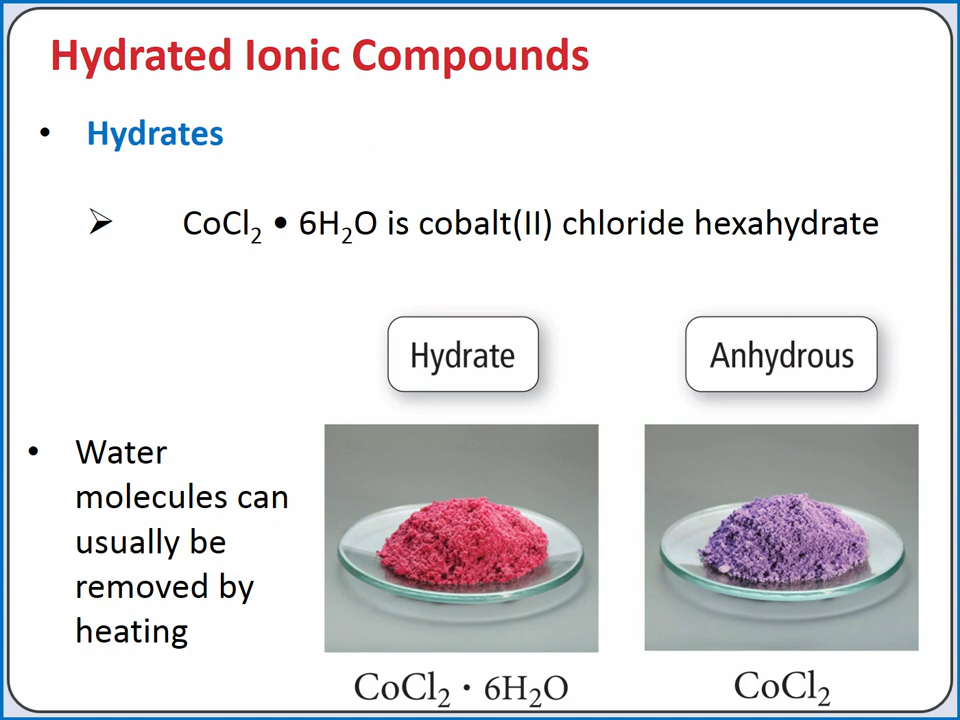 Hydrated Ionic Compounds
• Hydrates
➢ CoCl₂ • 6H₂O is cobalt(II) chloride hexahydrate
Hydrate
Anhydrous
• Water
molecules can
usually be
removed by
heating
CoCl₂ · 6H₂O
CoCl₂